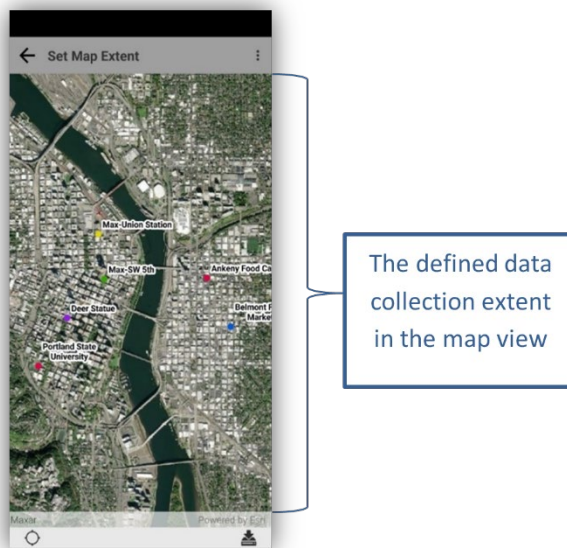 Set Map Extent
Max-Union Station
Max-SW 5th
Ankeny Food Ca
Deer Statue
Belmont F
Market
Portland State
University
Maxar
Powered by Esri
The defined data
collection extent
in the map view